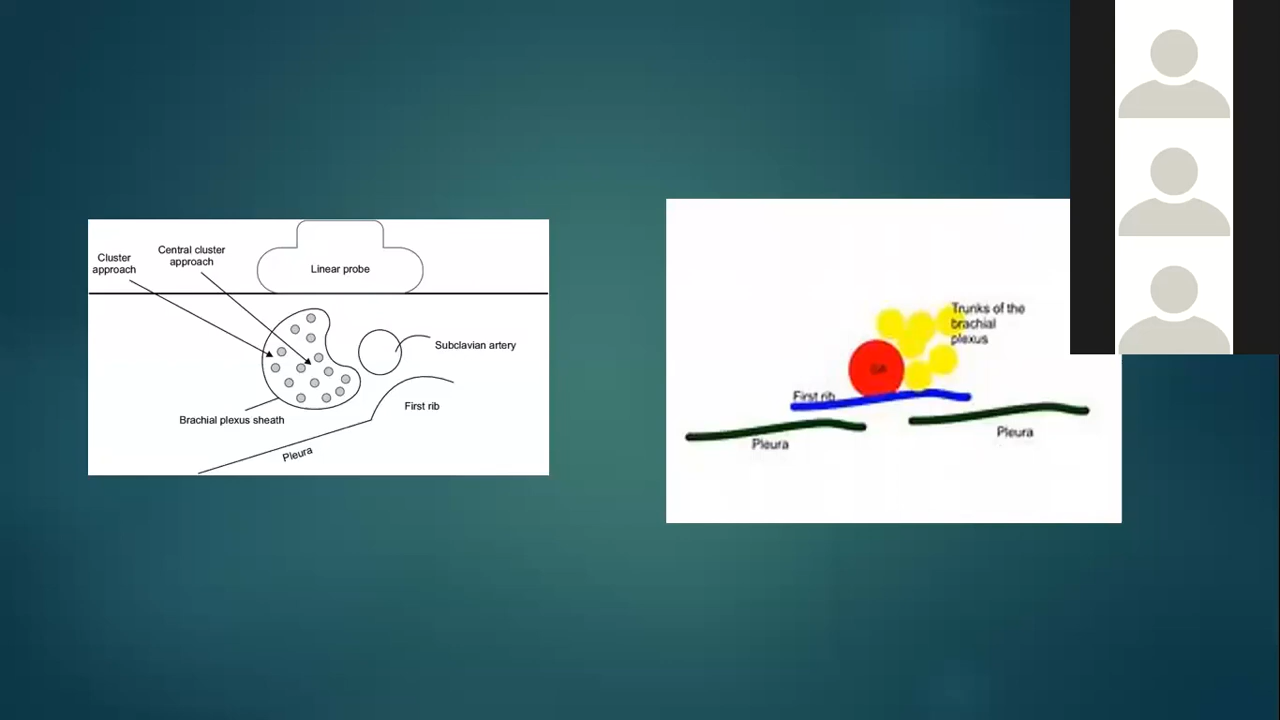 Cluster
approach
Central cluster
approach
Linear probe
Subclavian artery
Brachial plexus sheath
First rib
Pleura
Trunks of the
brachial
plexus
SA
First rib
Pleura
Pleura